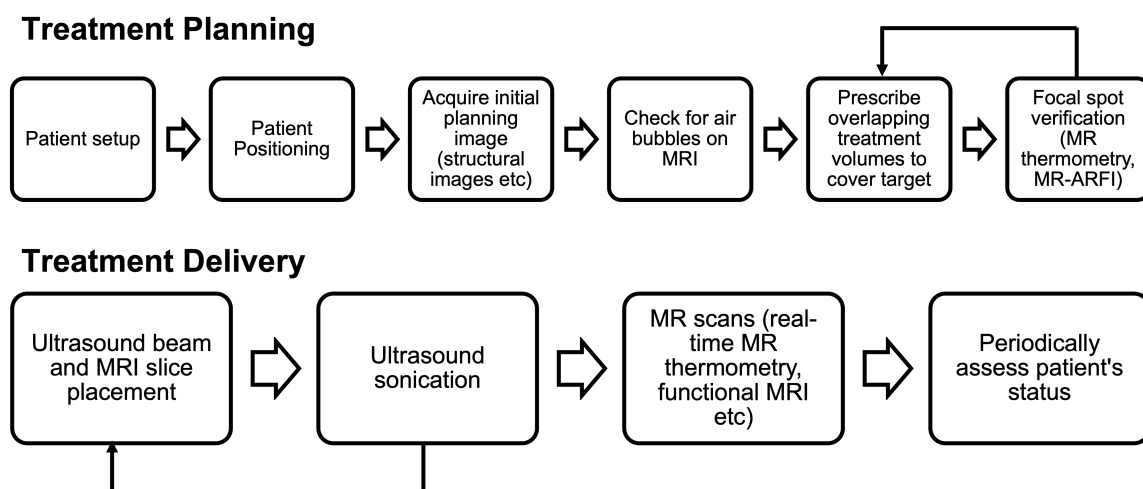 Treatment Planning
Patient setup
Patient
Positioning
Acquire initial
planning
image
(structural
images etc)
Check for air
bubbles on
MRI
Prescribe
overlapping
treatment
volumes to
cover target
Focal spot
verification
(MR
thermometry,
MR-ARFI)
Treatment Delivery
Ultrasound beam
and MRI slice
placement
Ultrasound
sonication
MR scans (real-
time MR
thermometry,
functional MRI
etc)
Periodically
assess patient's
status